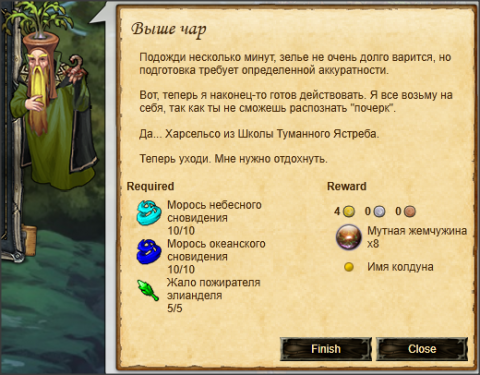 Выше чар
Подожди несколько минут, зелье не очень долго варится, но
подготовка требует определенной аккуратности.
Вот, теперь я наконец-то готов действовать. Я все возьму на
себя, так как ты не сможешь распознать "почерк".
Да... Харсельсо из Школы Туманного Ястреба.
Теперь уходи. Мне нужно отдохнуть.
Required
Морось небесного
сновидения
10/10
Морось океанского
сновидения
10/10
Жало пожирателя
элианделя
5/5
Reward
4 0 0
Мутная жемчужина
x8
Имя колдуна
Finish
Close